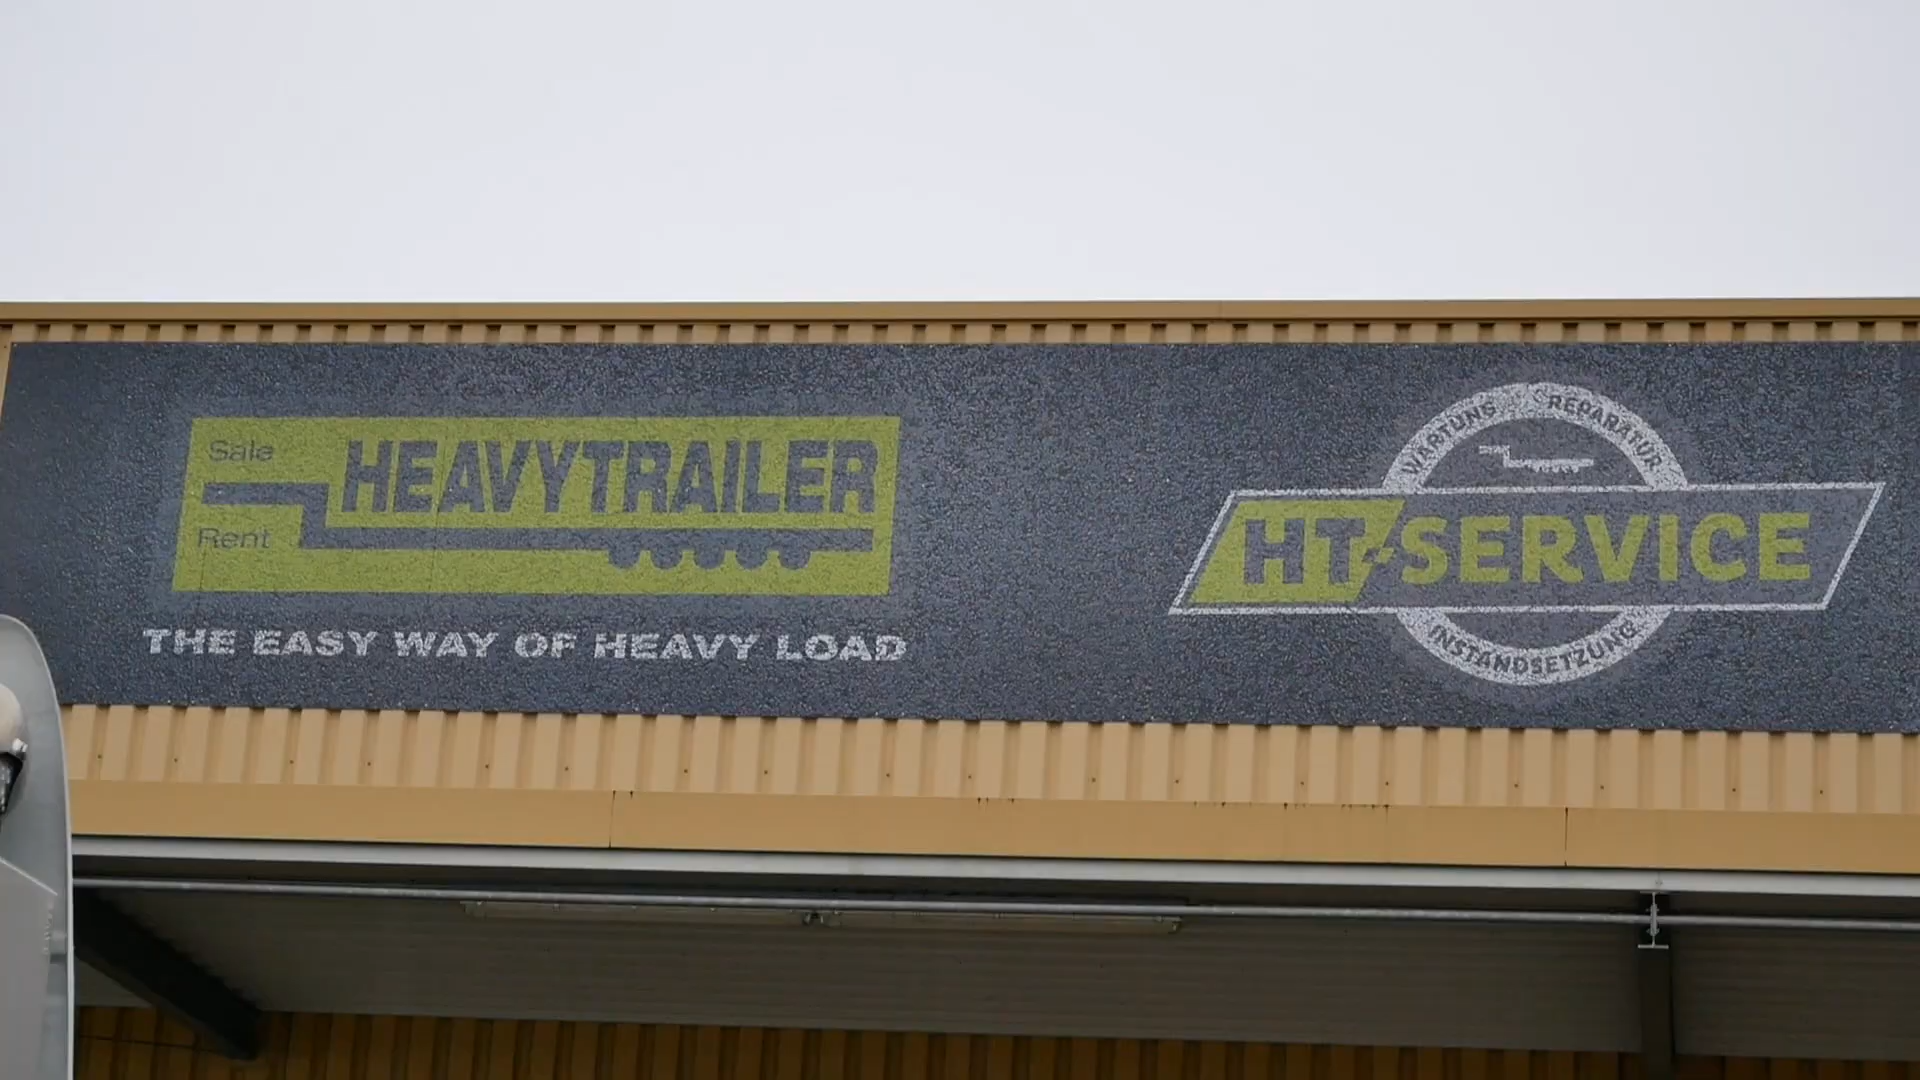 Sale
HEAVYTRAILER
Rent
THE EASY WAY OF HEAVY LOAD
WARTUNG REPARATUR
HT-SERVICE
INSTANDSETZUNG